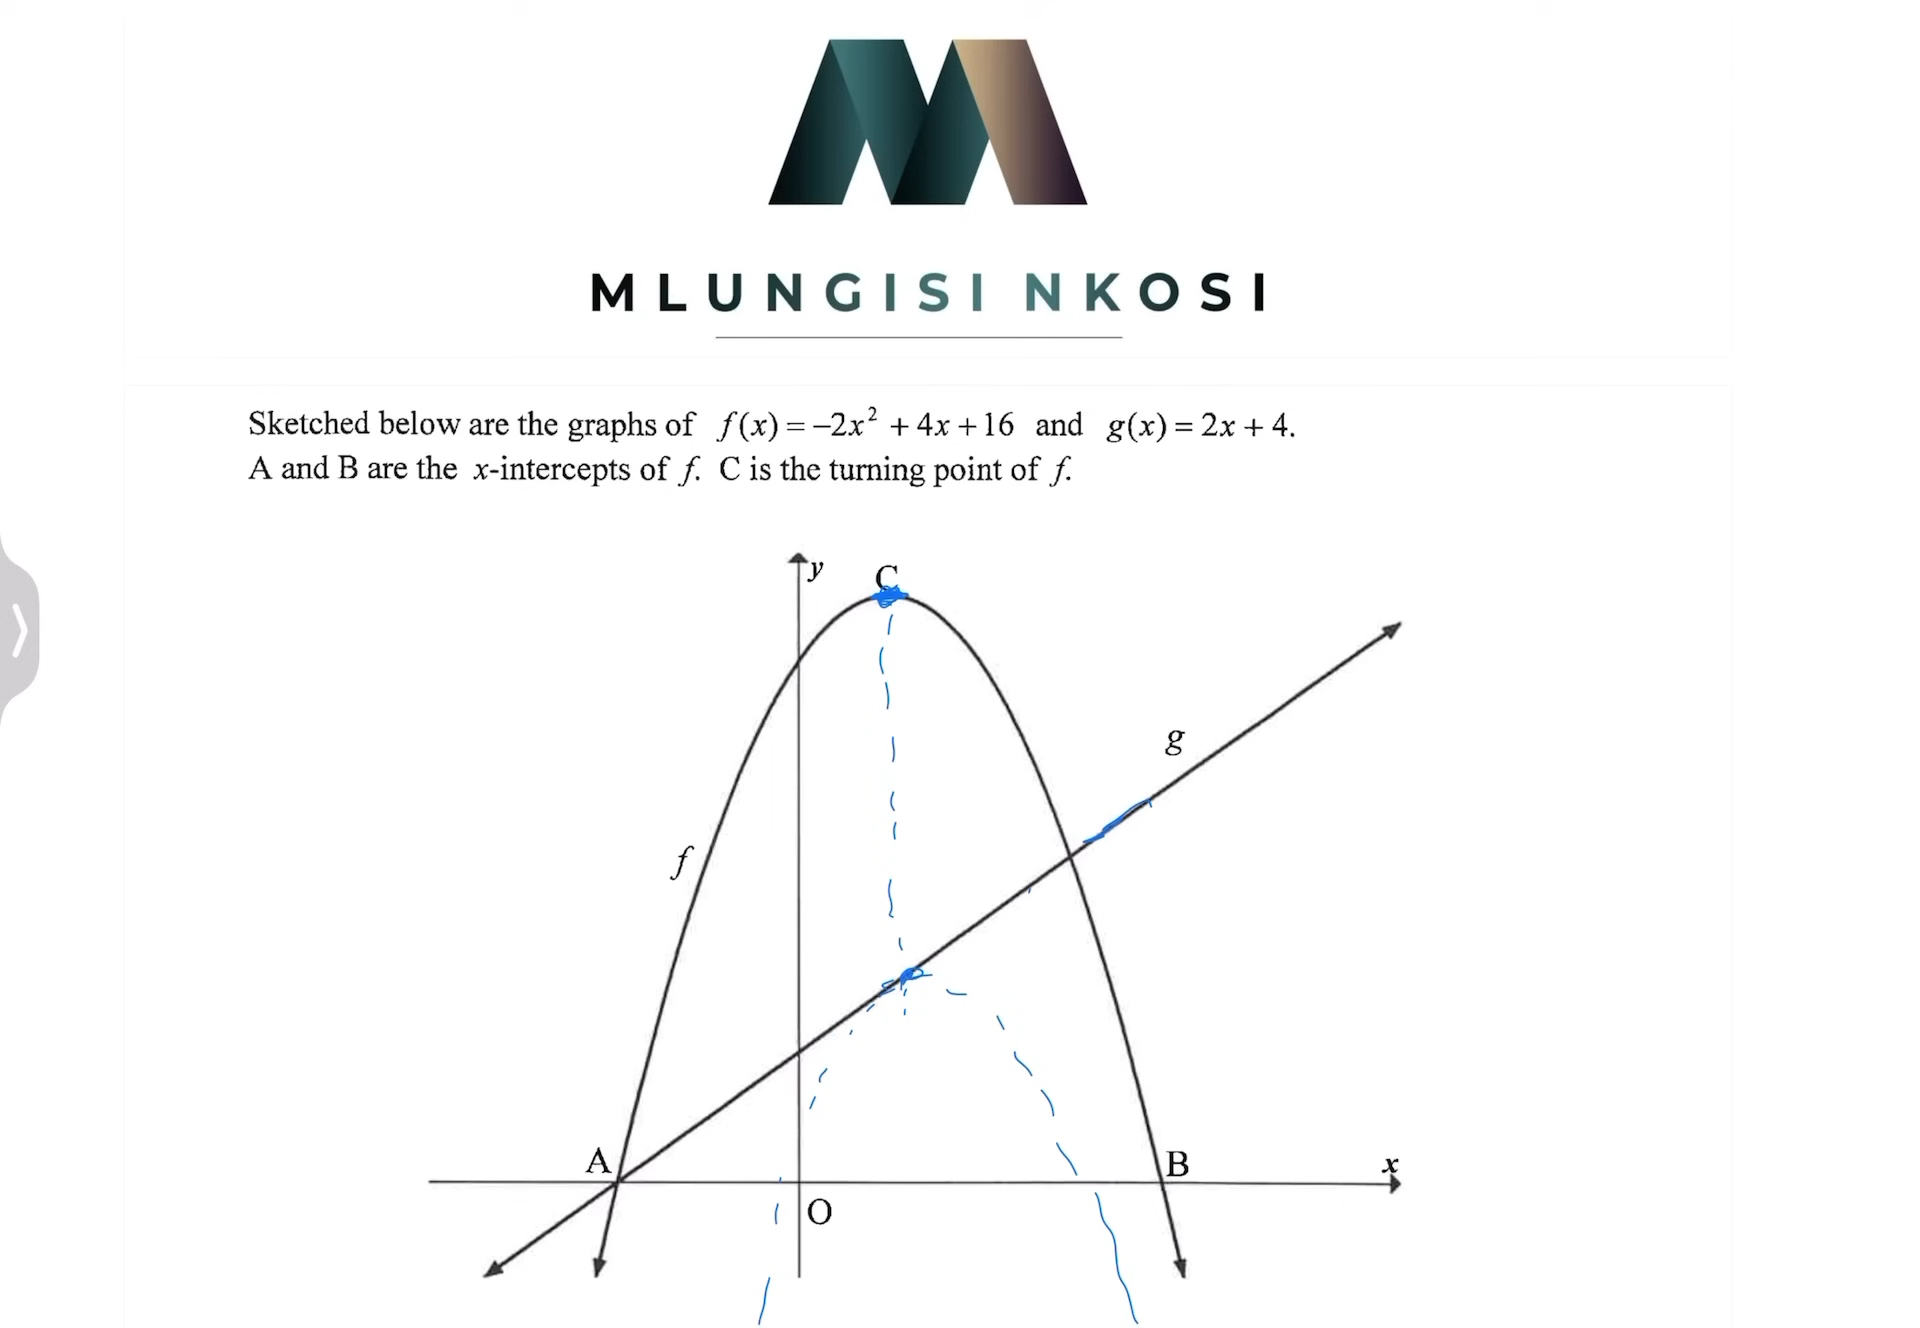 MLUNGISI NKOSI
Sketched below are the graphs of f(x) = −2x² + 4x + 16 and g(x) = 2x + 4.
A and B are the x-intercepts of f. C is the turning point of f.
y
C
g
f
A
B
x
O